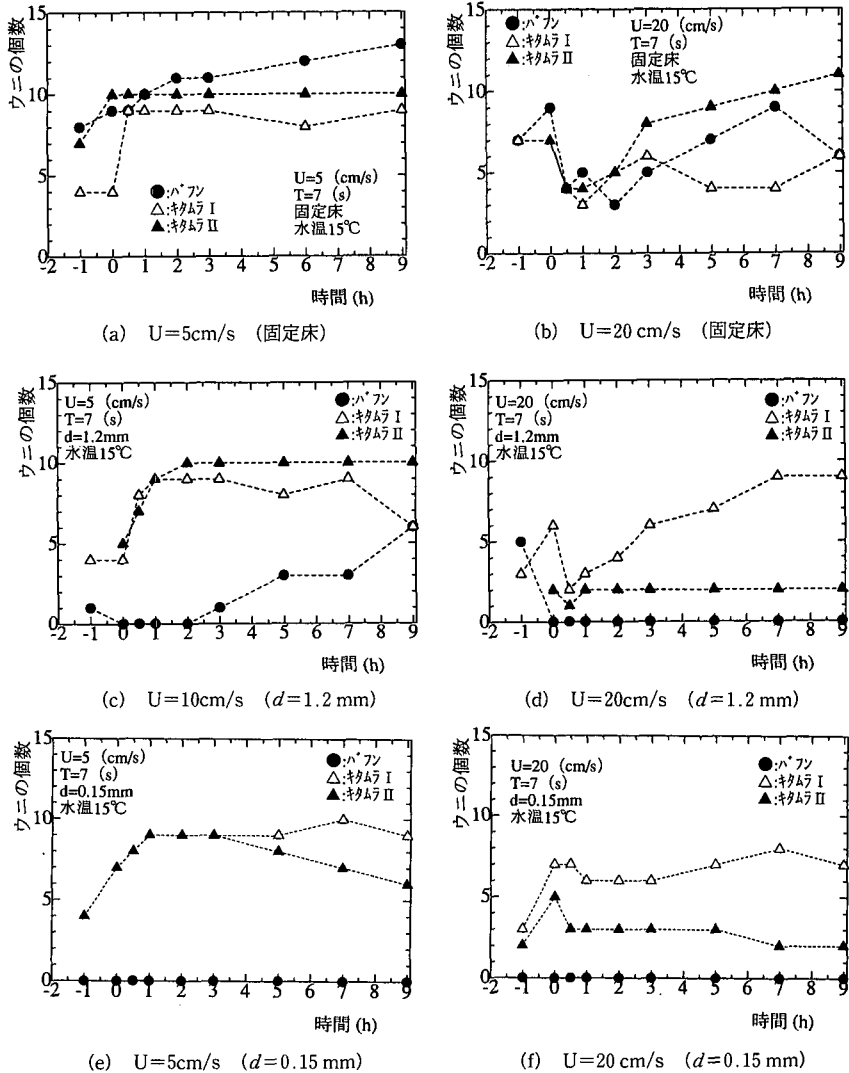 ウニの個数
15
10
5
0
-2 -1 0 1 2 3 4 5 6 7 8 9
●:バフン
△:キタムラ I
▲:キタムラ II
U=5 (cm/s)
T=7 (s)
固定床
水温15℃
時間 (h)
(a) U=5cm/s (固定床)
ウニの個数
15
10
5
0
-2 -1 0 1 2 3 4 5 6 7 8 9
●:バフン
△:キタムラ I
▲:キタムラ II
U=20 (cm/s)
T=7 (s)
固定床
水温15℃
時間 (h)
(b) U=20 cm/s (固定床)
ウニの個数
15
10
5
0
-2 -1 0 1 2 3 4 5 6 7 8 9
U=5 (cm/s)
T=7 (s)
d=1.2mm
水温15℃
●:バフン
△:キタムラ I
▲:キタムラ II
時間 (h)
(c) U=10cm/s (d=1.2 mm)
ウニの個数
15
10
5
0
-2 -1 0 1 2 3 4 5 6 7 8 9
U=20 (cm/s)
T=7 (s)
d=1.2mm
水温15℃
●:バフン
△:キタムラ I
▲:キタムラ II
時間 (h)
(d) U=20cm/s (d=1.2 mm)
ウニの個数
15
10
5
0
-2 -1 0 1 2 3 4 5 6 7 8 9
U=5 (cm/s)
T=7 (s)
d=0.15mm
水温15℃
●:バフン
△:キタムラ I
▲:キタムラ II
時間 (h)
(e) U=5cm/s (d=0.15 mm)
ウニの個数
15
10
5
0
-2 -1 0 1 2 3 4 5 6 7 8 9
U=20 (cm/s)
T=7 (s)
d=0.15mm
水温15℃
●:バフン
△:キタムラ I
▲:キタムラ II
時間 (h)
(f) U=20 cm/s (d=0.15 mm)